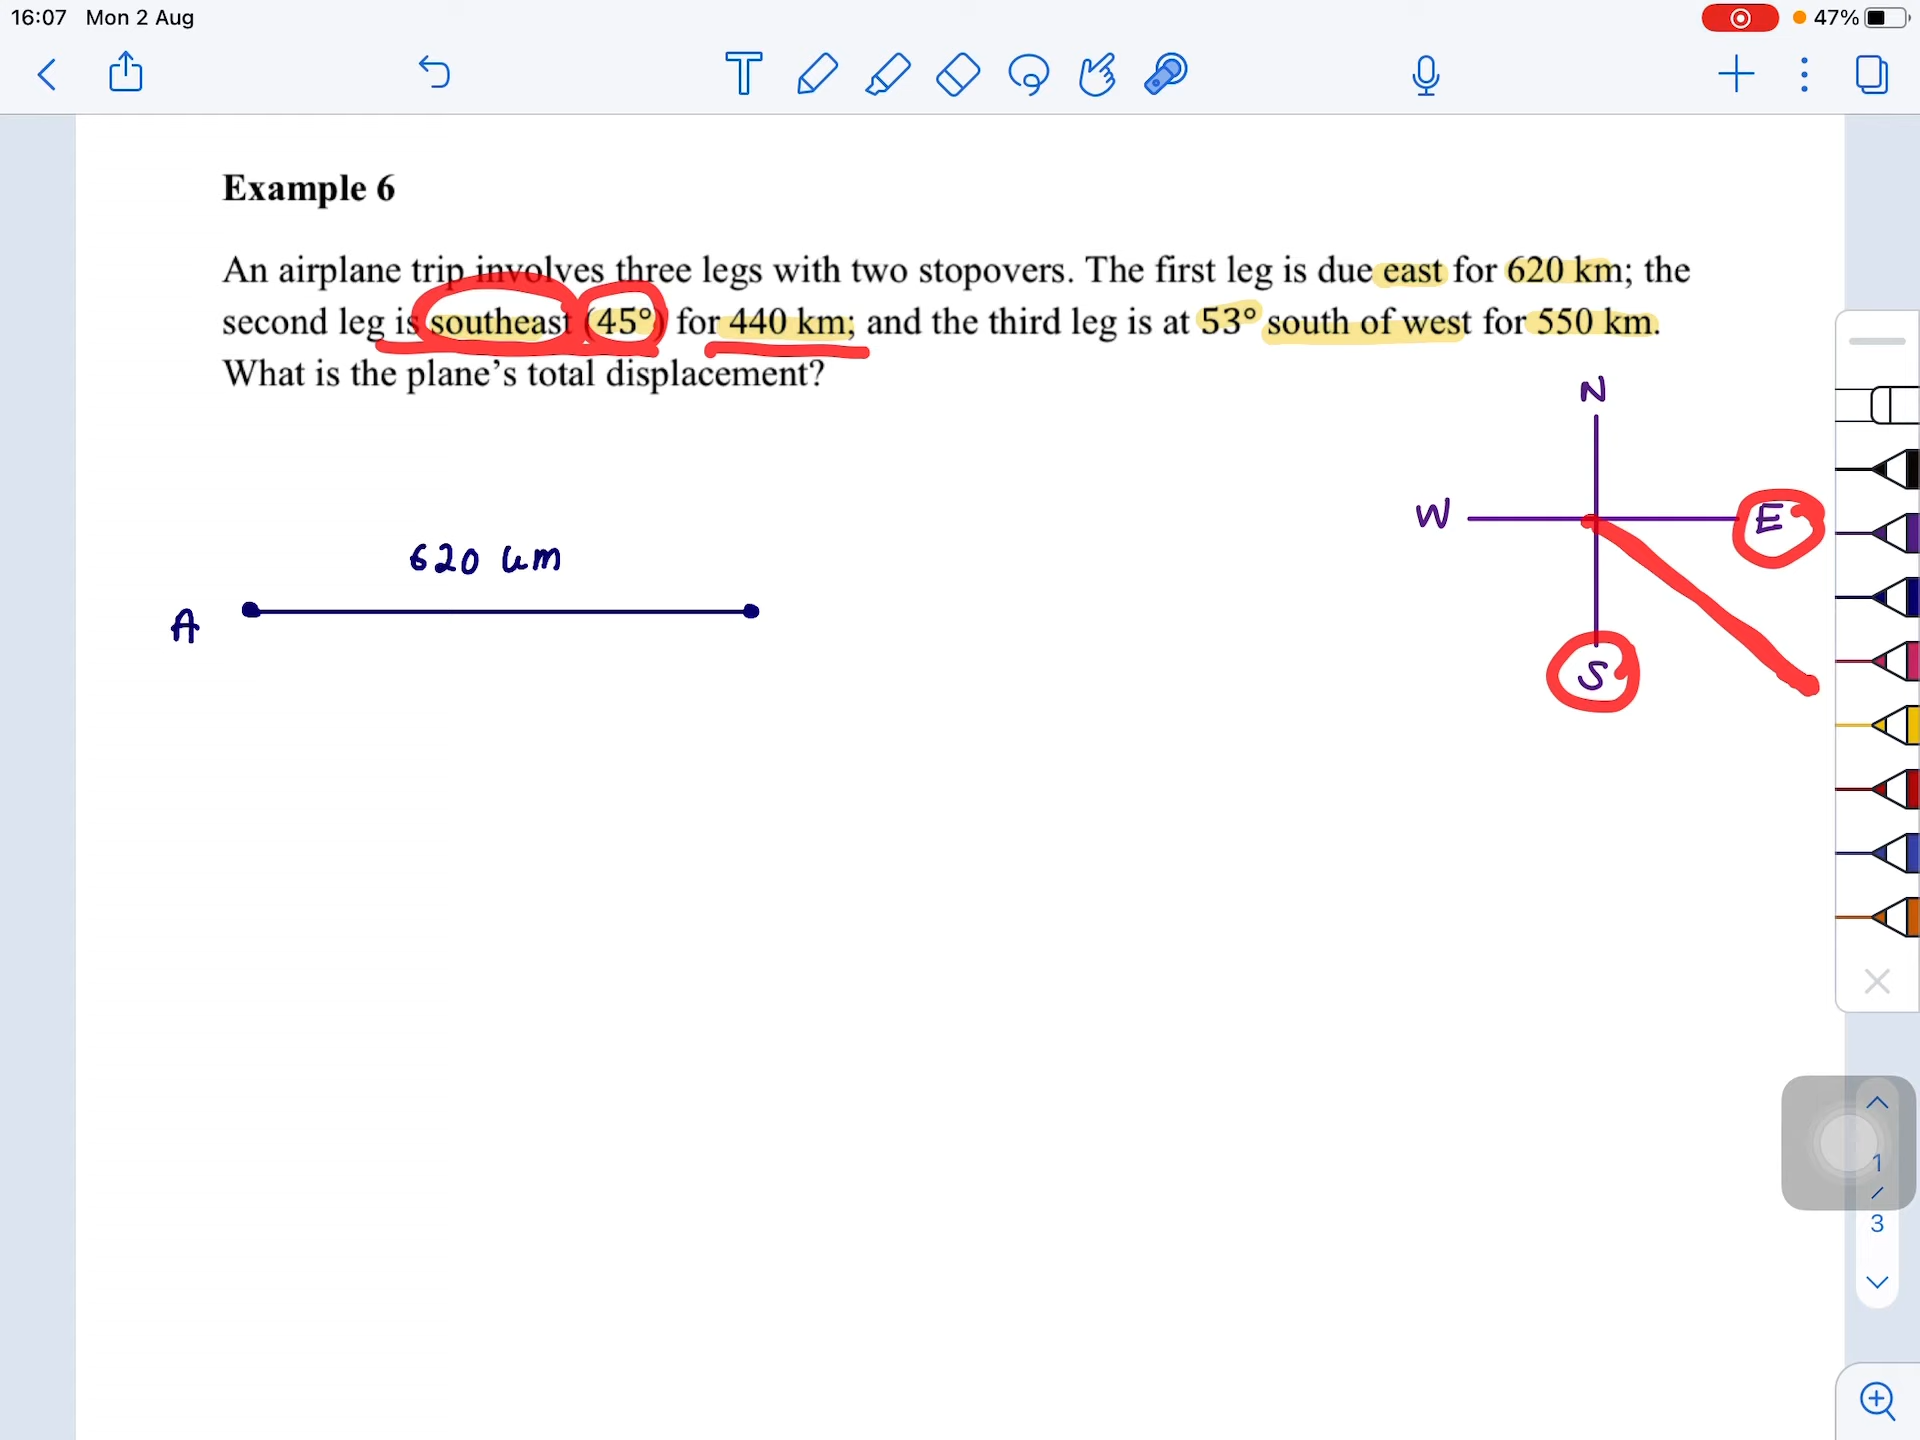 16:07 Mon 2 Aug
47%
T
Example 6
An airplane trip involves three legs with two stopovers. The first leg is due east for 620 km; the
second leg is southeast (45°) for 440 km; and the third leg is at 53° south of west for 550 km.
What is the plane’s total displacement?
N
W E
S
620 km
A
1
/
3